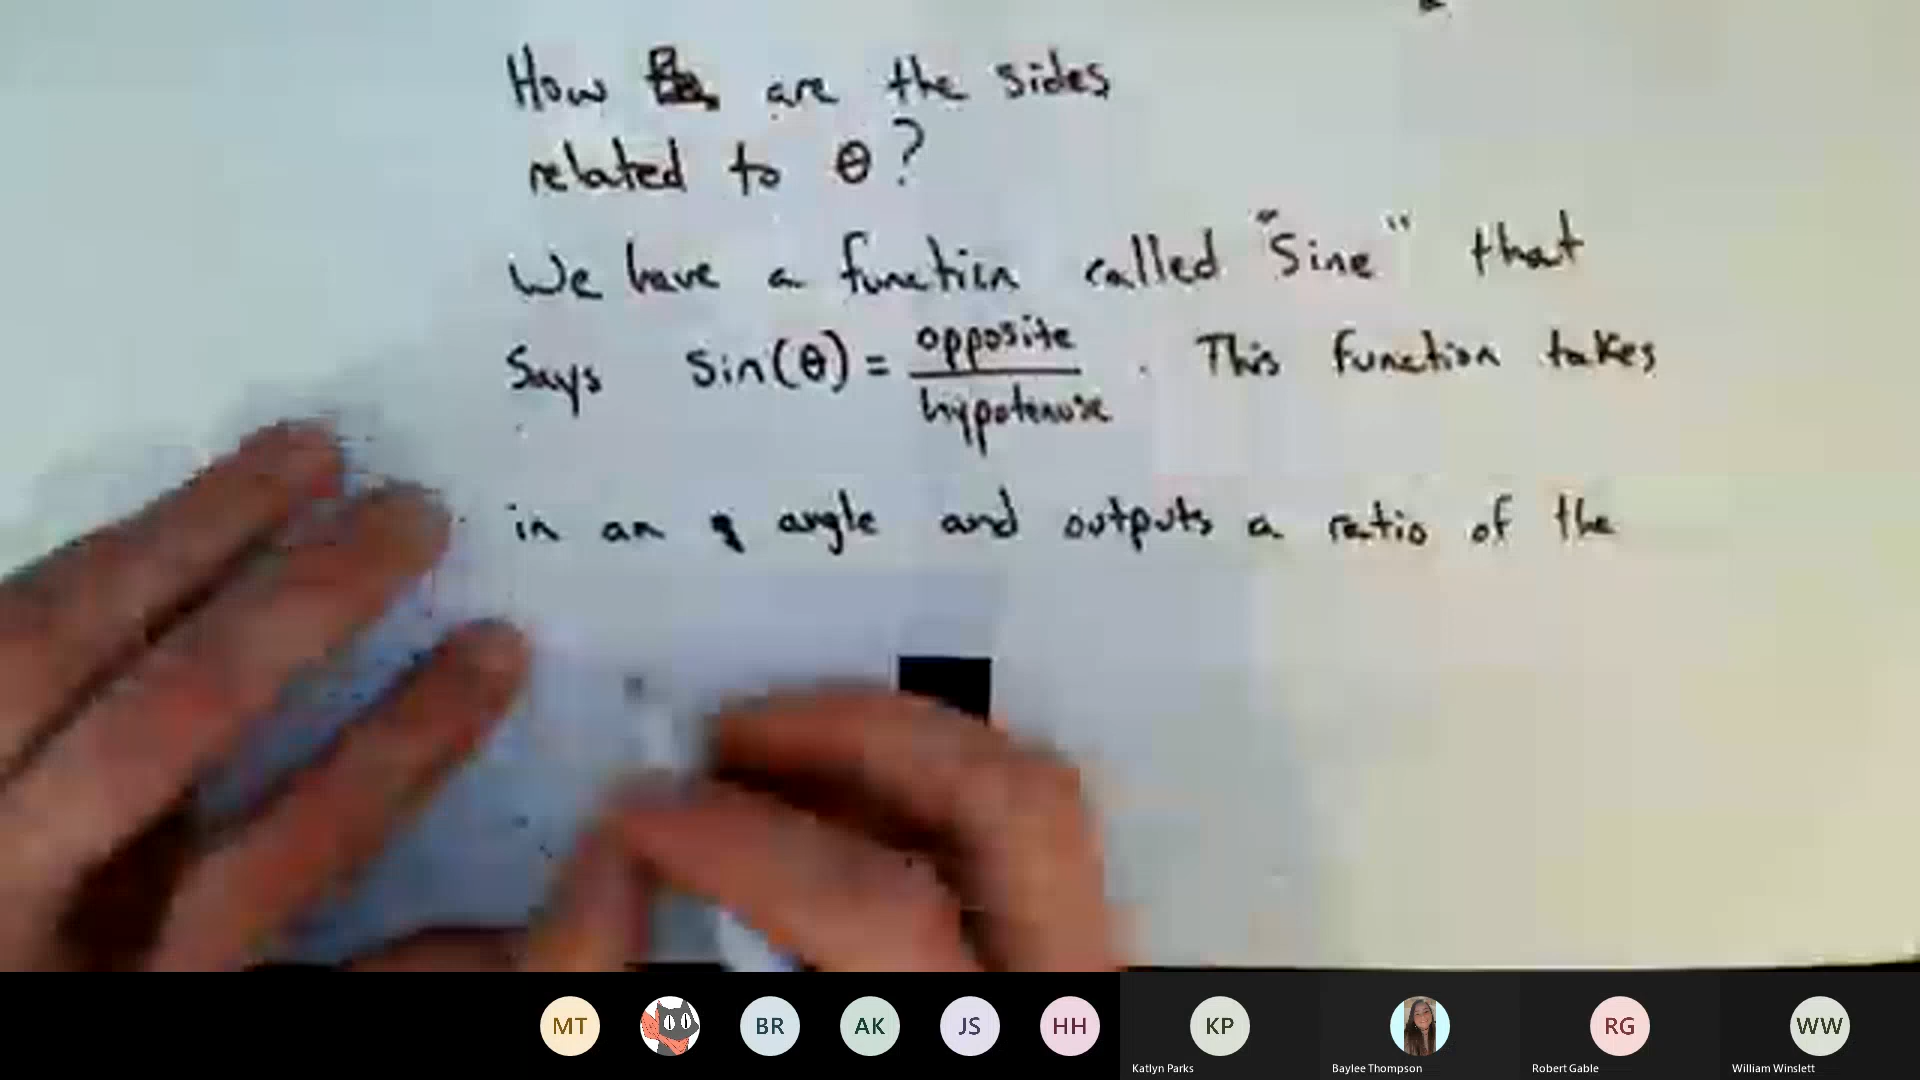 How are the sides
related to θ?
We have a function called "Sine" that
Says Sin(θ) = opposite / hypotenuse . This function takes
in an angle and outputs a ratio of the
MT BR AK JS HH KP RG WW
Katlyn Parks Baylee Thompson Robert Gable William Winslett